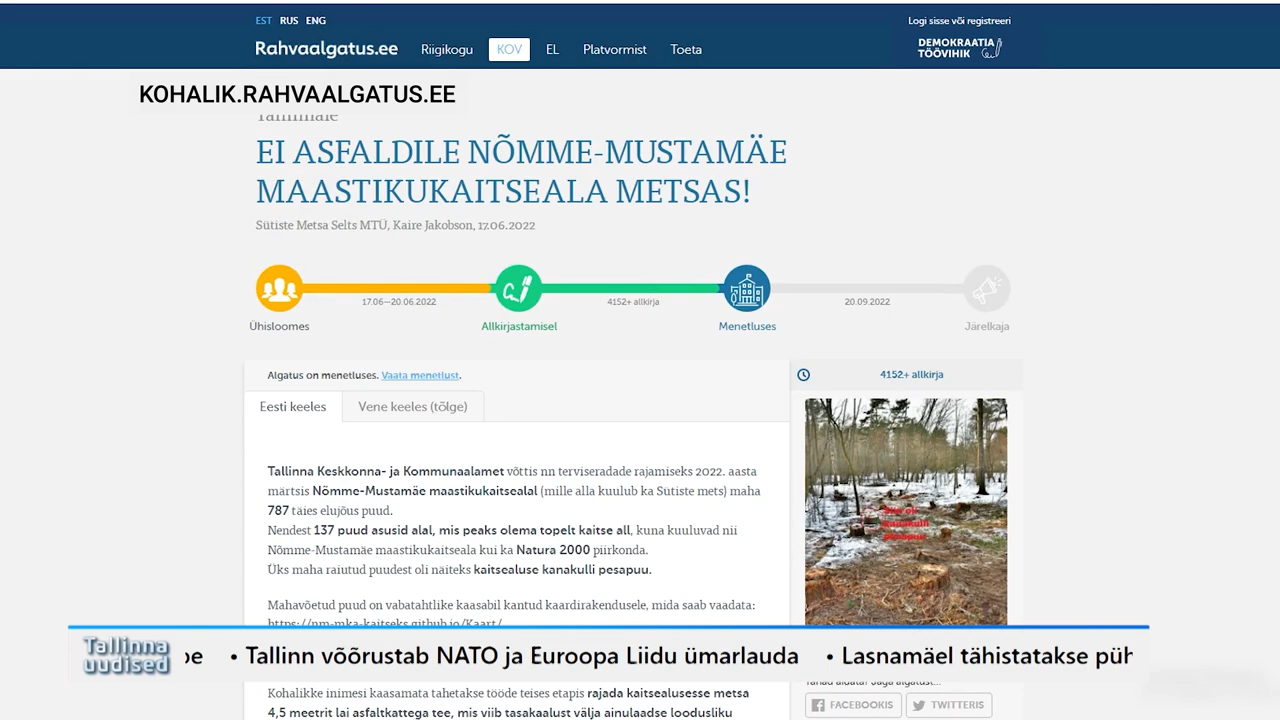 EST RUS ENG
Logi sisse või registreeri
Rahvaalgatus.ee Riigikogu KOV EL Platvormist Toeta
DEMOKRAATIA
TÖÖVIHIK
KOHALIK.RAHVAALGATUS.EE
Tallinnale
EI ASFALDILE NÕMME-MUSTAMÄE
MAASTIKUKAITSEALA METSAS!
Sütiste Metsa Selts MTÜ, Kaire Jakobson, 17.06.2022
17.06—20.06.2022 4152+ allkirja 20.09.2022
Ühisloomes Allkirjastamisel Menetluses Järelkaja
Algatus on menetluses. Vaata menetlust.
4152+ allkirja
Eesti keeles Vene keeles (tõlge)
Tallinna Keskkonna- ja Kommunaalamet võttis nn terviseradade rajamiseks 2022. aasta
märtsis Nõmme-Mustamäe maastikukaitsealal (mille alla kuulub ka Sütiste mets) maha
787 täies elujõus puud.
Nendest 137 puud asusid alal, mis peaks olema topelt kaitse all, kuna kuuluvad nii
Nõmme-Mustamäe maastikukaitseala kui ka Natura 2000 piirkonda.
Üks maha raiutud puudest oli näiteks kaitsealuse kanakulli pesapuu.
Siin oli
kanakulli
pesapuu
Mahavõetud puud on vabatahtlike kaasabil kantud kaardirakendusele, mida saab vaadata:
https://nm-mka-kaitseks.github.io/Kaart/
Tallinna
uudised
• Tallinn võõrustab NATO ja Euroopa Liidu ümarlauda • Lasnamäel tähistatakse püh
Kohalikke inimesi kaasamata tahetakse tööde teises etapis rajada kaitsealusesse metsa
4,5 meetrit lai asfaltkattega tee, mis viib tasakaalust välja ainulaadse loodusliku
FACEBOOKIS TWITTERIS